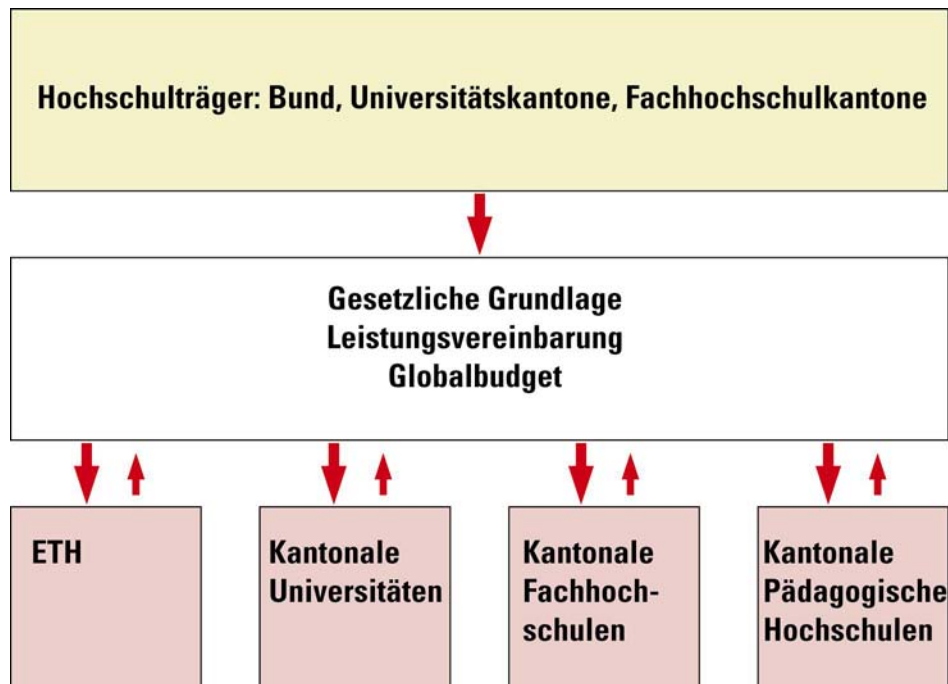 Hochschulträger: Bund, Universitätskantone, Fachhochschulkantone
Gesetzliche Grundlage
Leistungsvereinbarung
Globalbudget
ETH
Kantonale
Universitäten
Kantonale
Fachhoch-
schulen
Kantonale
Pädagogische
Hochschulen